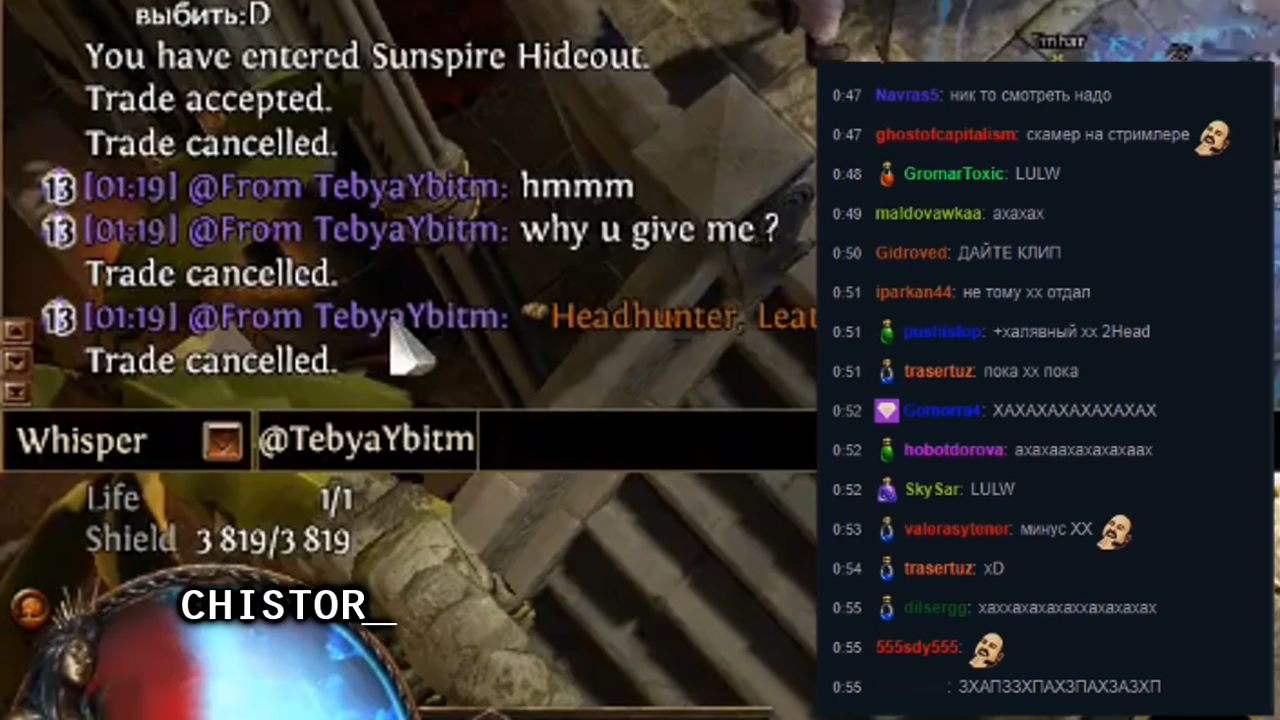 выбить:D
You have entered Sunspire Hideout.
Trade accepted.
Trade cancelled.
13 [01:19] @From TebyaYbitm: hmmm
13 [01:19] @From TebyaYbitm: why u give me ?
Trade cancelled.
13 [01:19] @From TebyaYbitm: Headhunter, Leat
Trade cancelled.
Whisper @TebyaYbitm
Life 1/1
Shield 3 819/3 819
CHISTOR_
0:47 Navras5: ник то смотреть надо
0:47 ghostofcapitalism: скамер на стримлере
0:48 GromarToxic: LULW
0:49 maldovawkaa: ахахах
0:50 Gidroved: ДАЙТЕ КЛИП
0:51 iparkan44: не тому хх отдал
0:51 pushistop: +халявный хх 2Head
0:51 trasertuz: пока хх пока
0:52 Gomorra4: ХАХАХАХАХАХАХАХ
0:52 hobotdorova: ахахаахахахахаах
0:52 SkySar: LULW
0:53 valerasytener: минус ХХ
0:54 trasertuz: xD
0:55 dilsergg: хаххахахахаххахахахах
0:55 555sdy555:
0:55 : ЗХАПЗЗХПАХЗПАХЗАЗХП